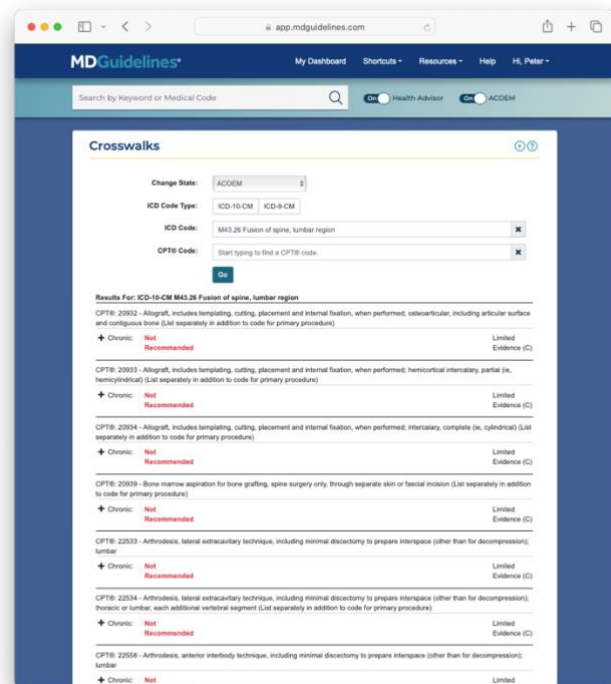 app.mdguidelines.com
MDGuidelines®
My Dashboard Shortcuts Resources Help Hi, Peter
Search by Keyword or Medical Code
On Health Advisor On ACOEM
Crosswalks
Change State: ACOEM
ICD Code Type: ICD-10-CM ICD-9-CM
ICD Code: M43.26 Fusion of spine, lumbar region
CPT® Code: Start typing to find a CPT® code.
Go
Results For: ICD-10-CM M43.26 Fusion of spine, lumbar region
CPT®: 20932 - Allograft, includes templating, cutting, placement and internal fixation, when performed; osteoarticular, including articular surface
and contiguous bone (List separately in addition to code for primary procedure)
+ Chronic: Not Limited
Recommended Evidence (C)
CPT®: 20933 - Allograft, includes templating, cutting, placement and internal fixation, when performed; hemicortical intercalary, partial (ie,
hemicylindrical) (List separately in addition to code for primary procedure)
+ Chronic: Not Limited
Recommended Evidence (C)
CPT®: 20934 - Allograft, includes templating, cutting, placement and internal fixation, when performed; intercalary, complete (ie, cylindrical) (List
separately in addition to code for primary procedure)
+ Chronic: Not Limited
Recommended Evidence (C)
CPT®: 20939 - Bone marrow aspiration for bone grafting, spine surgery only, through separate skin or fascial incision (List separately in addition
to code for primary procedure)
+ Chronic: Not Limited
Recommended Evidence (C)
CPT®: 22533 - Arthrodesis, lateral extracavitary technique, including minimal discectomy to prepare interspace (other than for decompression);
lumbar
+ Chronic: Not Limited
Recommended Evidence (C)
CPT®: 22534 - Arthrodesis, lateral extracavitary technique, including minimal discectomy to prepare interspace (other than for decompression);
thoracic or lumbar, each additional vertebral segment (List separately in addition to code for primary procedure)
+ Chronic: Not Limited
Recommended Evidence (C)
CPT®: 22558 - Arthrodesis, anterior interbody technique, including minimal discectomy to prepare interspace (other than for decompression);
lumbar
+ Chronic: Not Limited